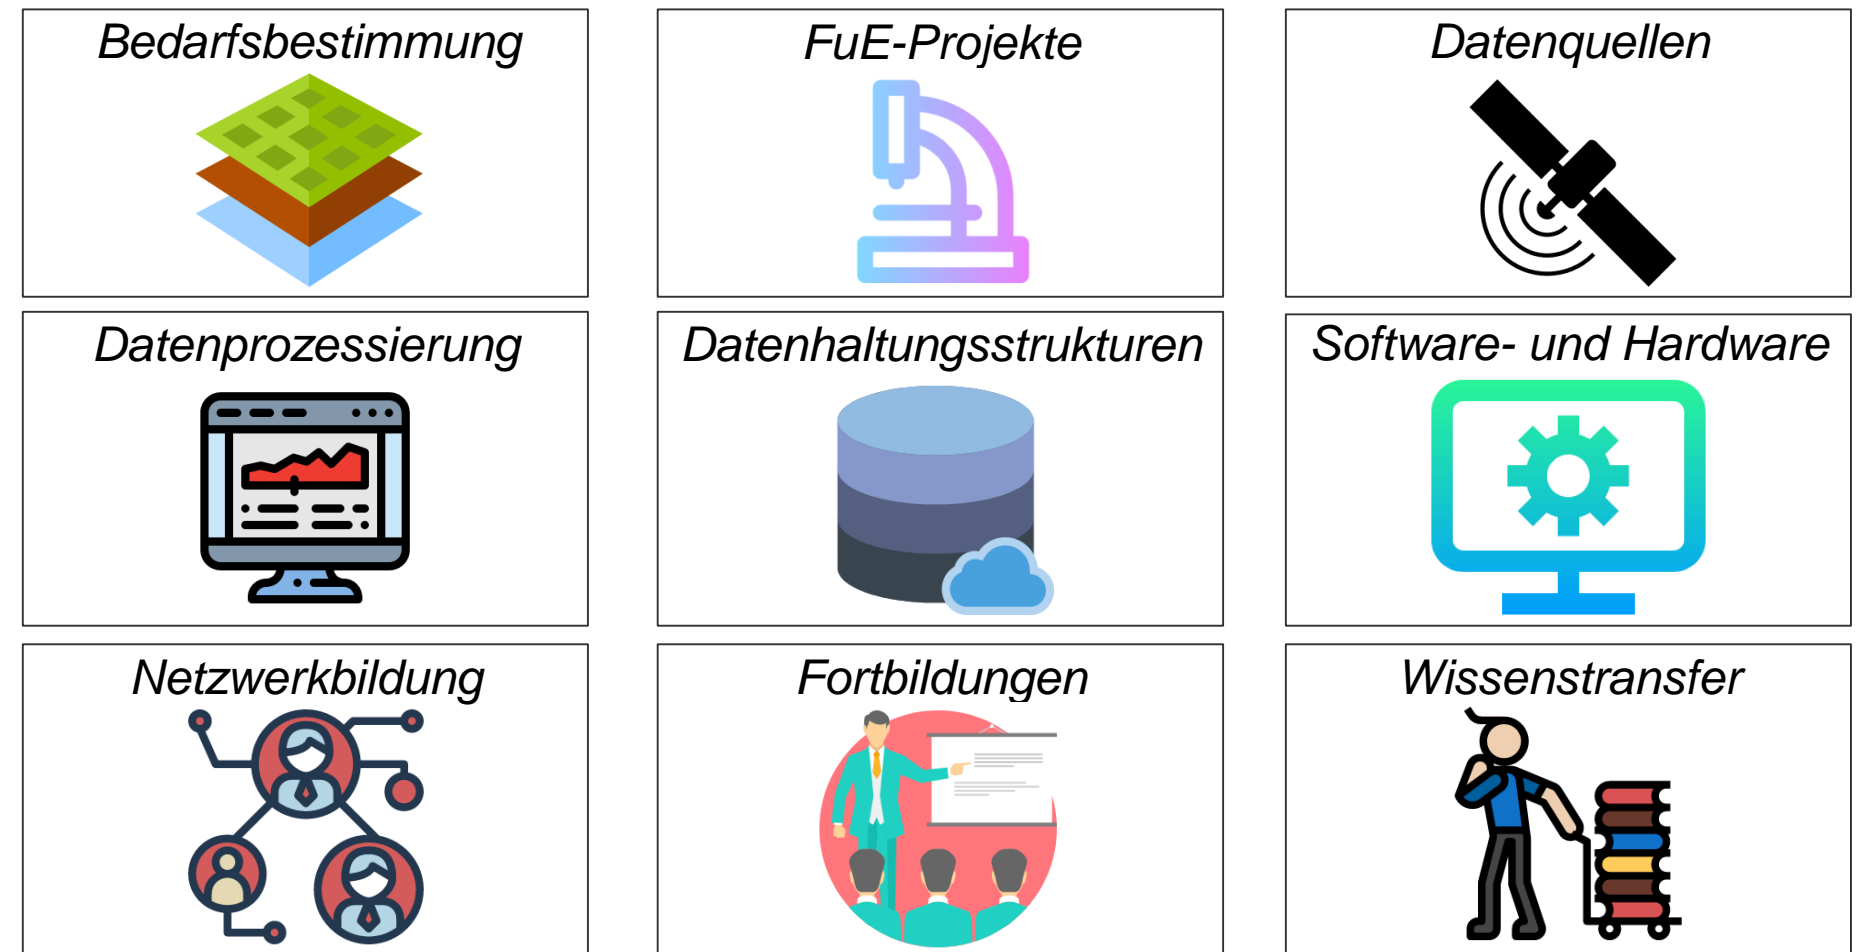 Bedarfsbestimmung
FuE-Projekte
Datenquellen
Datenprozessierung
Datenhaltungsstrukturen
Software- und Hardware
Netzwerkbildung
Fortbildungen
Wissenstransfer